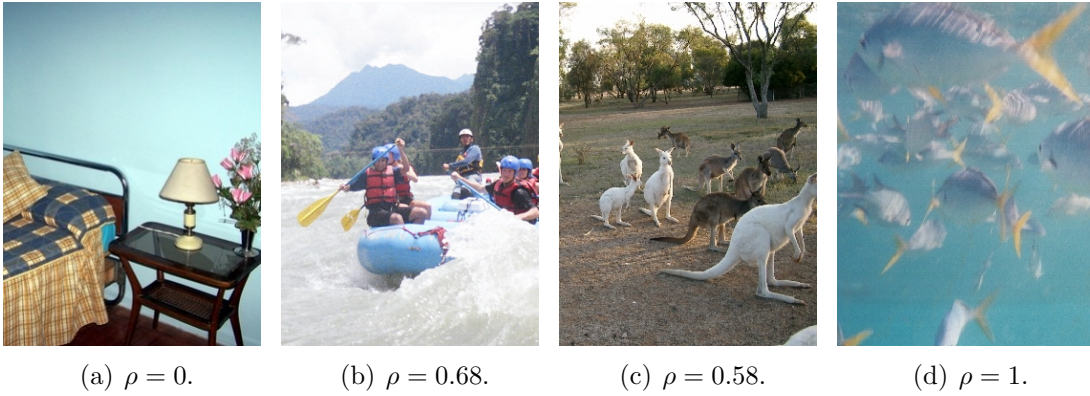 (a) ρ = 0.
(b) ρ = 0.68.
(c) ρ = 0.58.
(d) ρ = 1.